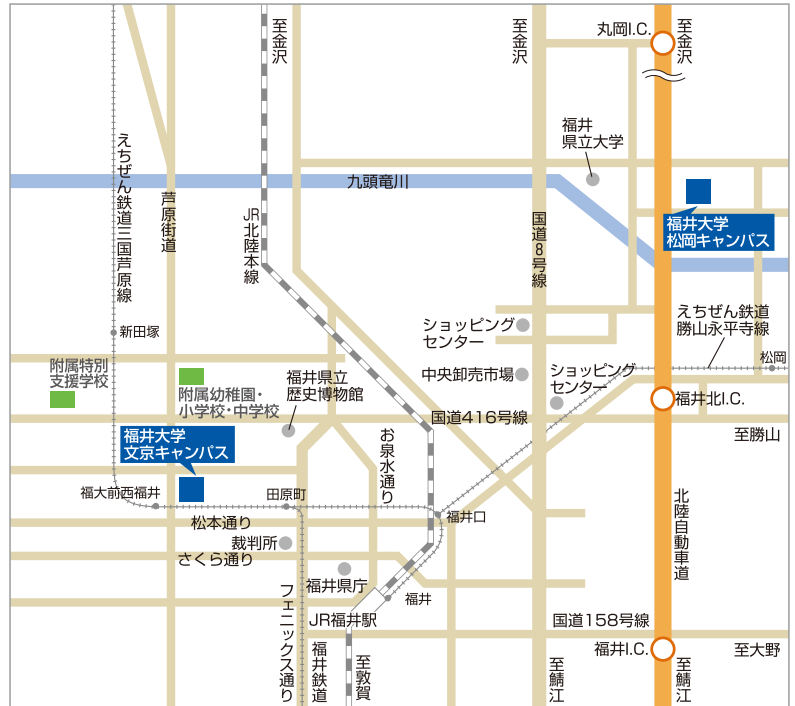 至金沢
至金沢
丸岡I.C.
至金沢
えちぜん鉄道三国芦原線
福井
県立大学
芦原街道
九頭竜川
JR北陸本線
国道8号線
福井大学
松岡キャンパス
新田塚
ショッピング
センター
えちぜん鉄道
勝山永平寺線
松岡
附属特別
支援学校
附属幼稚園・
小学校・中学校
福井県立
歴史博物館
中央卸売市場
ショッピング
センター
福井北I.C.
国道416号線
至勝山
福井大学
文京キャンパス
お泉水通り
福大前西福井
田原町
福井口
松本通り
裁判所
さくら通り
北陸自動車道
福井県庁
福井
フェニックス通り
JR福井駅
国道158号線
福井鉄道
至敦賀
至鯖江
福井I.C.
至鯖江
至大野